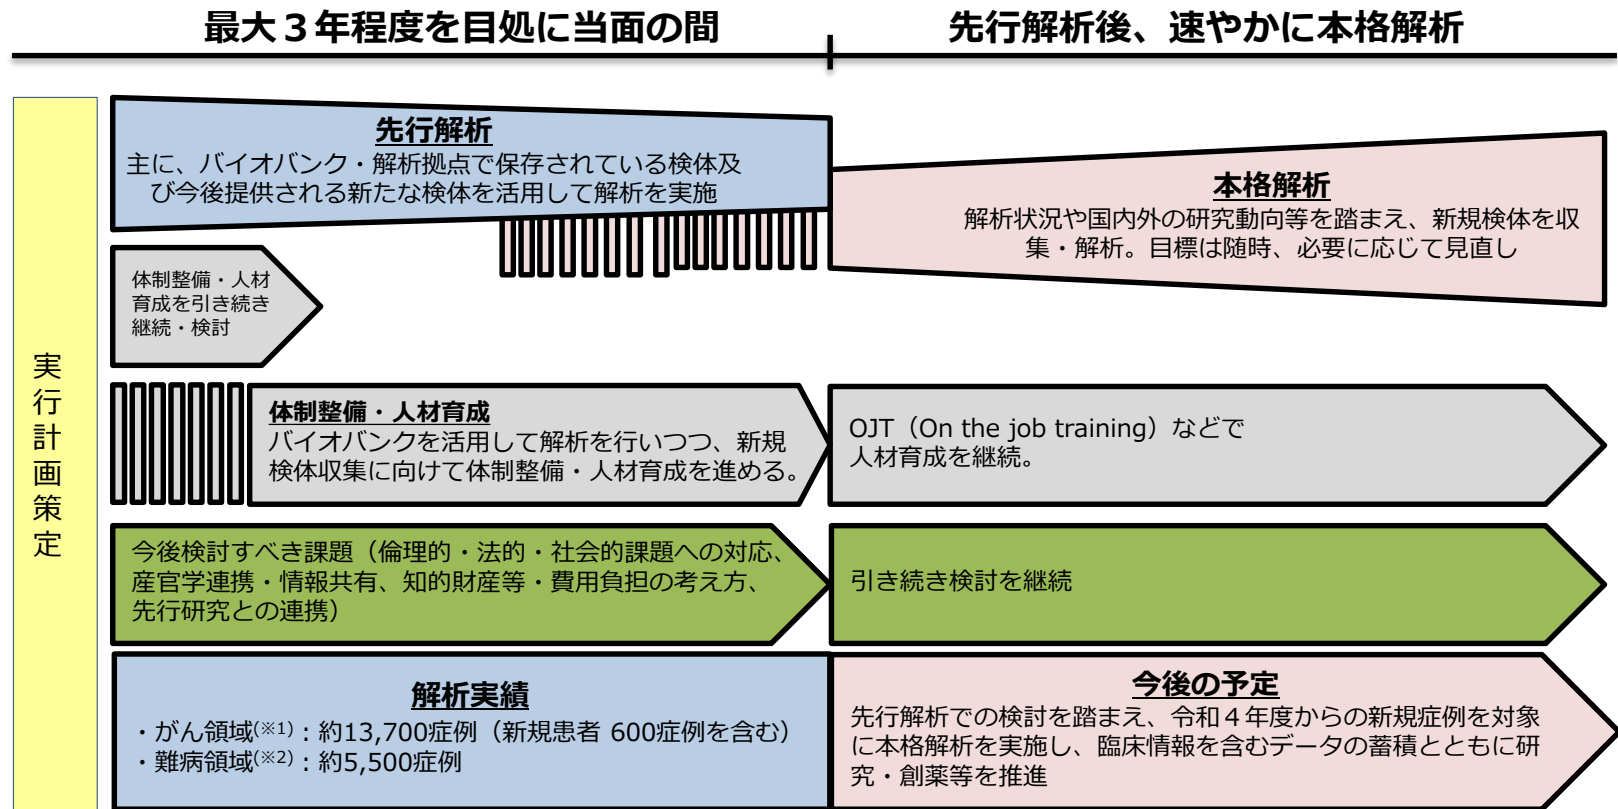 最大３年程度を目処に当面の間
先行解析後、速やかに本格解析
実行計画策定
先行解析
主に、バイオバンク・解析拠点で保存されている検体及
び今後提供される新たな検体を活用して解析を実施
本格解析
解析状況や国内外の研究動向等を踏まえ、新規検体を収
集・解析。目標は随時、必要に応じて見直し
体制整備・人材
育成を引き続き
継続・検討
体制整備・人材育成
バイオバンクを活用して解析を行いつつ、新規
検体収集に向けて体制整備・人材育成を進める。
OJT（On the job training）などで
人材育成を継続。
今後検討すべき課題（倫理的・法的・社会的課題への対応、
産官学連携・情報共有、知的財産等・費用負担の考え方、
先行研究との連携）
引き続き検討を継続
解析実績
・がん領域(※1)：約13,700症例（新規患者 600症例を含む）
・難病領域(※2)：約5,500症例
今後の予定
先行解析での検討を踏まえ、令和４年度からの新規症例を対象
に本格解析を実施し、臨床情報を含むデータの蓄積とともに研
究・創薬等を推進